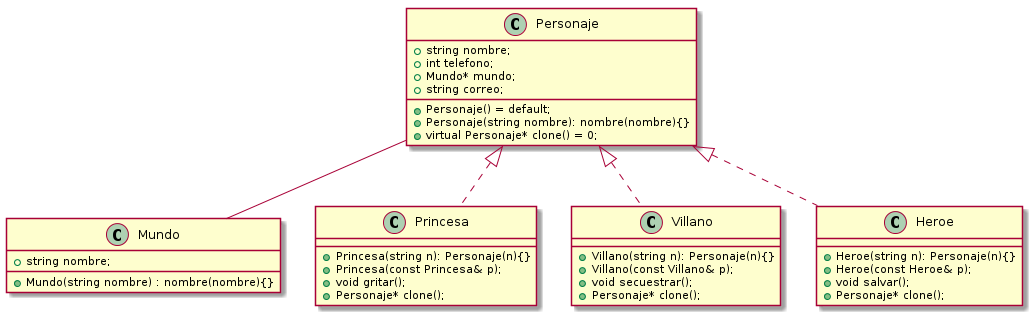 C Personaje
string nombre;
int telefono;
Mundo* mundo;
string correo;
Personaje() = default;
Personaje(string nombre): nombre(nombre){}
virtual Personaje* clone() = 0;
C Mundo
string nombre;
Mundo(string nombre) : nombre(nombre){}
C Princesa
Princesa(string n): Personaje(n){}
Princesa(const Princesa& p);
void gritar();
Personaje* clone();
C Villano
Villano(string n): Personaje(n){}
Villano(const Villano& p);
void secuestrar();
Personaje* clone();
C Heroe
Heroe(string n): Personaje(n){}
Heroe(const Heroe& p);
void salvar();
Personaje* clone();